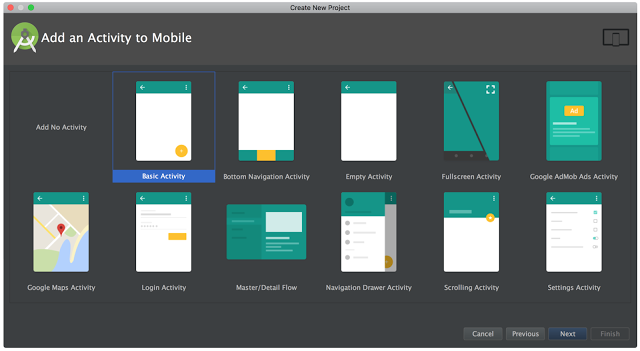 Create New Project
Add an Activity to Mobile
Add No Activity
Basic Activity
Bottom Navigation Activity
Empty Activity
Fullscreen Activity
Ad
Google AdMob Ads Activity
Google Maps Activity
Login Activity
Master/Detail Flow
Navigation Drawer Activity
Scrolling Activity
Settings Activity
Cancel
Previous
Next
Finish